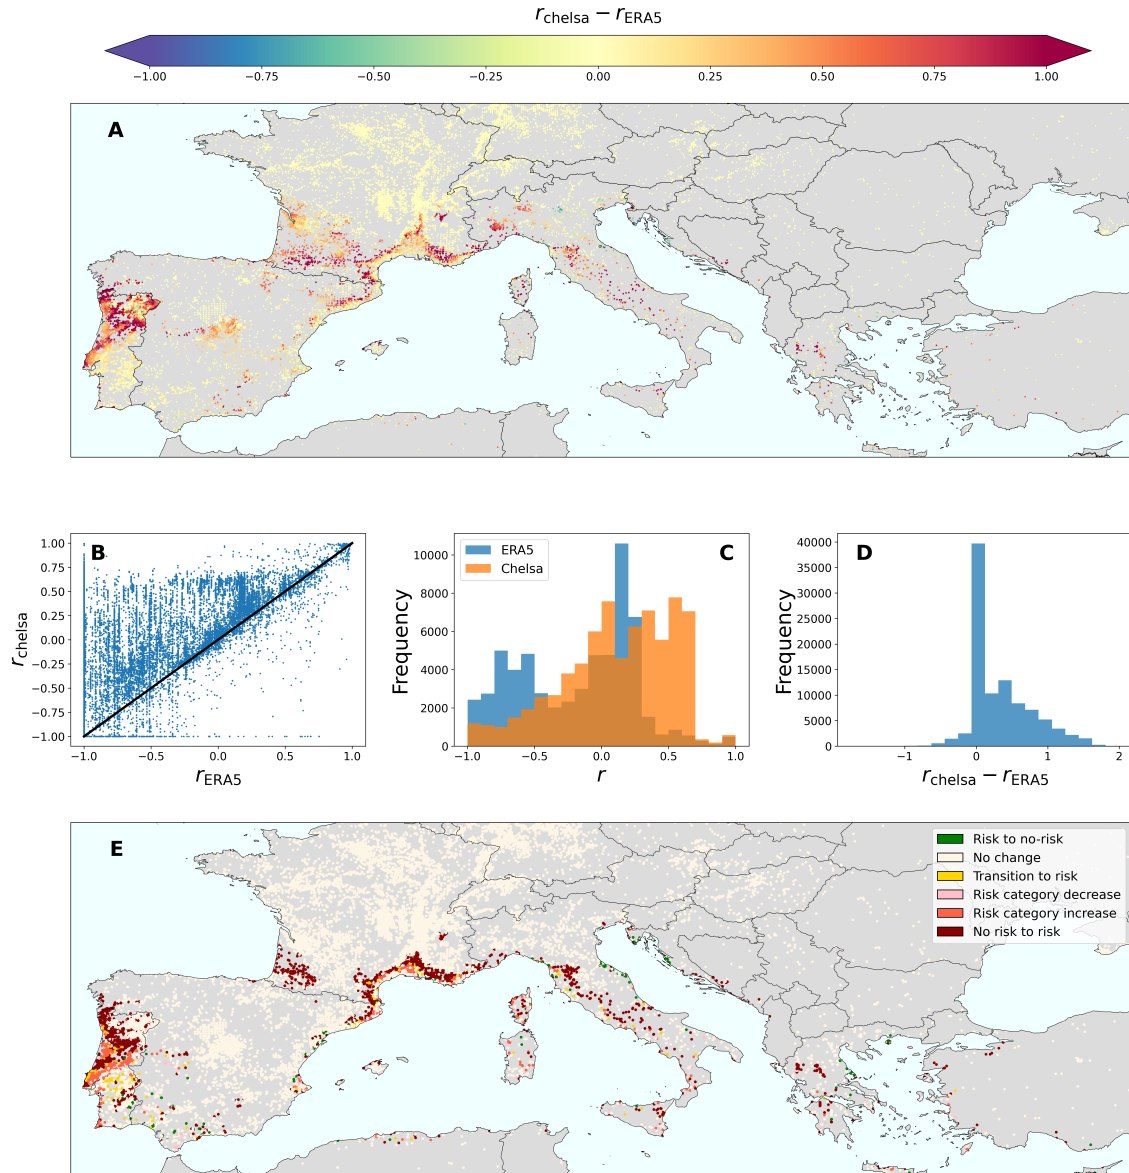 r_chelsa − r_ERA5
−1.00 −0.75 −0.50 −0.25 0.00 0.25 0.50 0.75 1.00
A
B
1.00
0.75
0.50
0.25
0.00
−0.25
−0.50
−0.75
−1.00
r_chelsa
−1.0 −0.5 0.0 0.5 1.0
r_ERA5
C
ERA5
Chelsa
10000
8000
6000
4000
2000
0
Frequency
−1.0 −0.5 0.0 0.5 1.0
r
D
40000
35000
30000
25000
20000
15000
10000
5000
0
Frequency
−1 0 1 2
r_chelsa − r_ERA5
E
Risk to no-risk
No change
Transition to risk
Risk category decrease
Risk category increase
No risk to risk